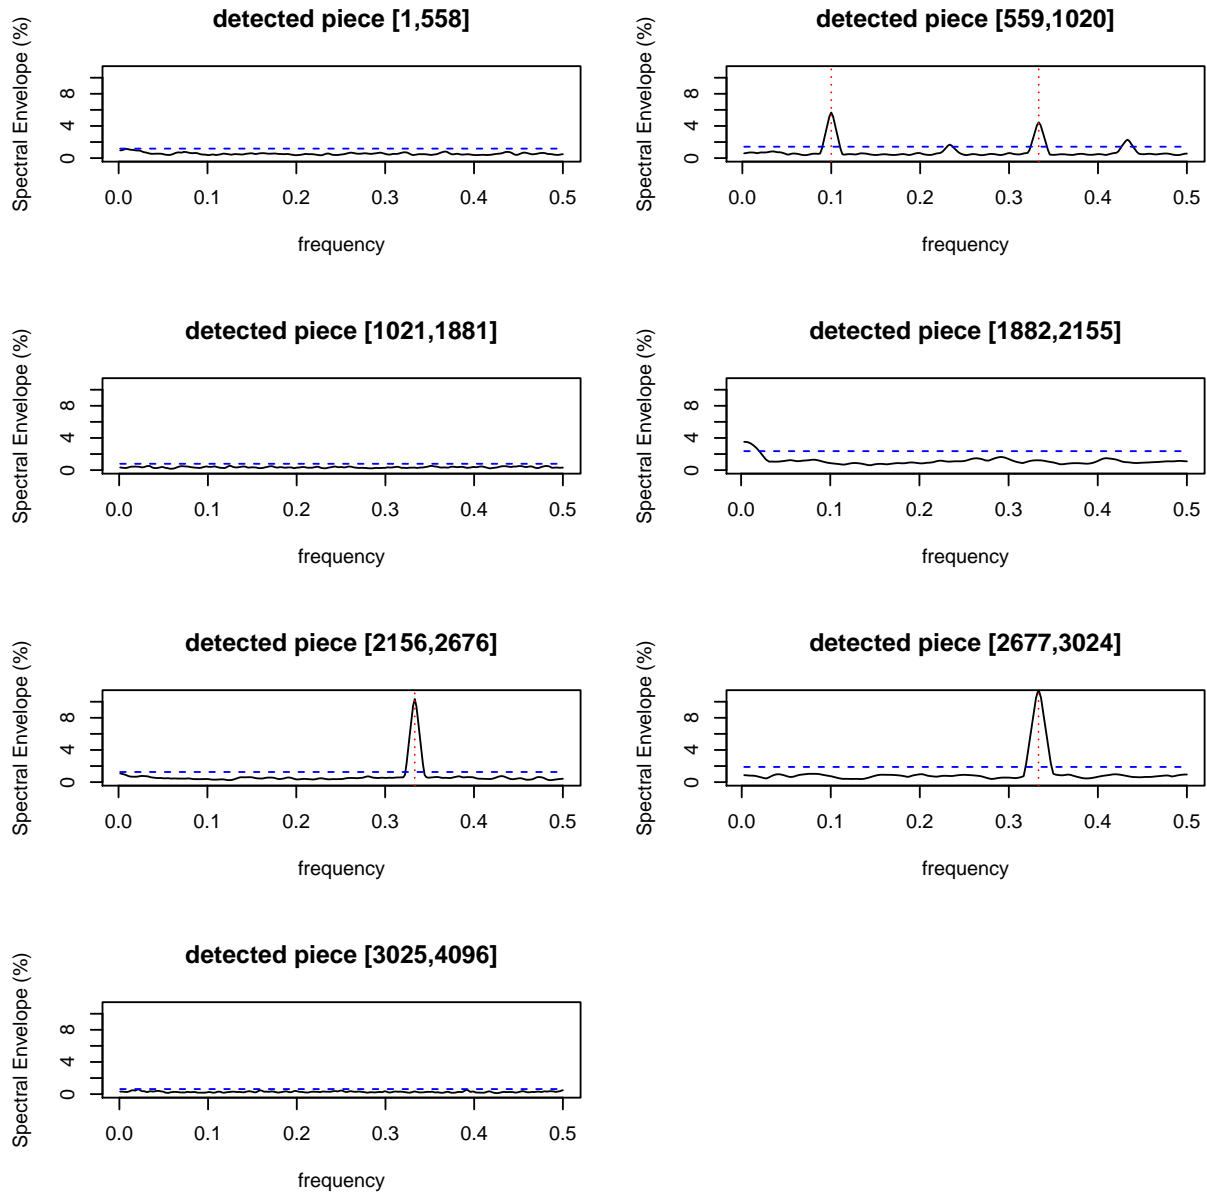 detected piece [1,558]
Spectral Envelope (%)
0 4 8
0.0 0.1 0.2 0.3 0.4 0.5
frequency
detected piece [559,1020]
Spectral Envelope (%)
0 4 8
0.0 0.1 0.2 0.3 0.4 0.5
frequency
detected piece [1021,1881]
Spectral Envelope (%)
0 4 8
0.0 0.1 0.2 0.3 0.4 0.5
frequency
detected piece [1882,2155]
Spectral Envelope (%)
0 4 8
0.0 0.1 0.2 0.3 0.4 0.5
frequency
detected piece [2156,2676]
Spectral Envelope (%)
0 4 8
0.0 0.1 0.2 0.3 0.4 0.5
frequency
detected piece [2677,3024]
Spectral Envelope (%)
0 4 8
0.0 0.1 0.2 0.3 0.4 0.5
frequency
detected piece [3025,4096]
Spectral Envelope (%)
0 4 8
0.0 0.1 0.2 0.3 0.4 0.5
frequency